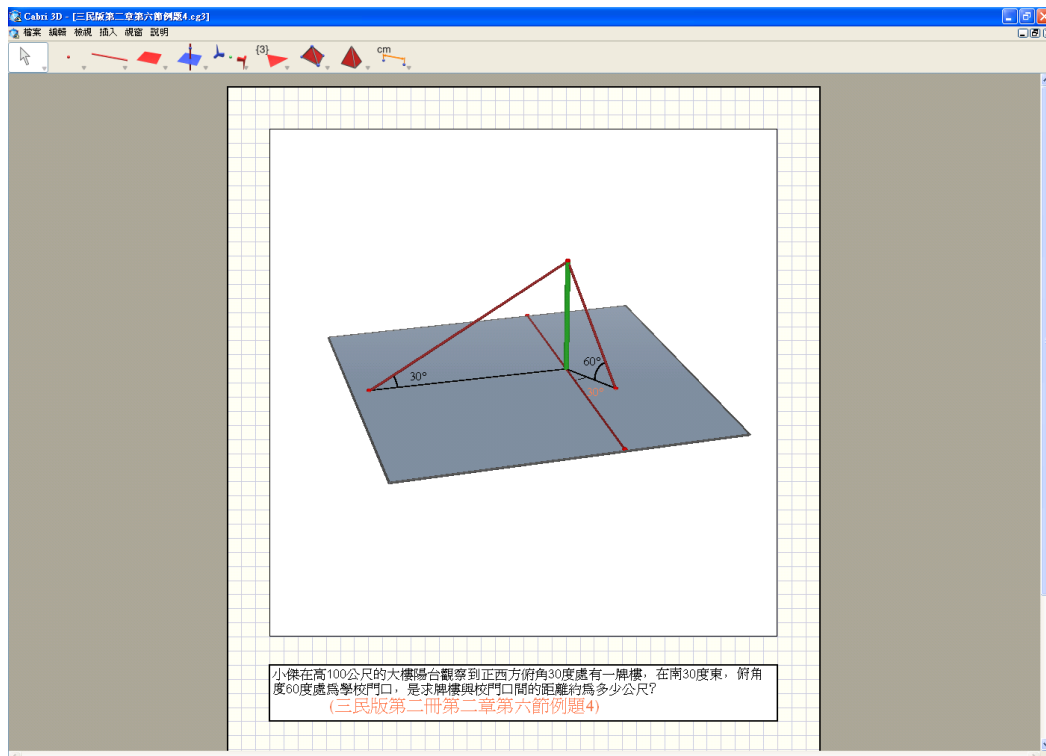 Cabri 3D - [三民版第二章第六節例題4.cg3]
檔案 編輯 檢視 插入 視窗 說明
{3}
cm
60°
30°
小傑在高100公尺的大樓陽台觀察到正西方俯角30度處有一牌樓，在南30度東，俯角
度60度處為學校門口，是求牌樓與校門口間的距離約為多少公尺?
(三民版第二冊第二章第六節例題4)